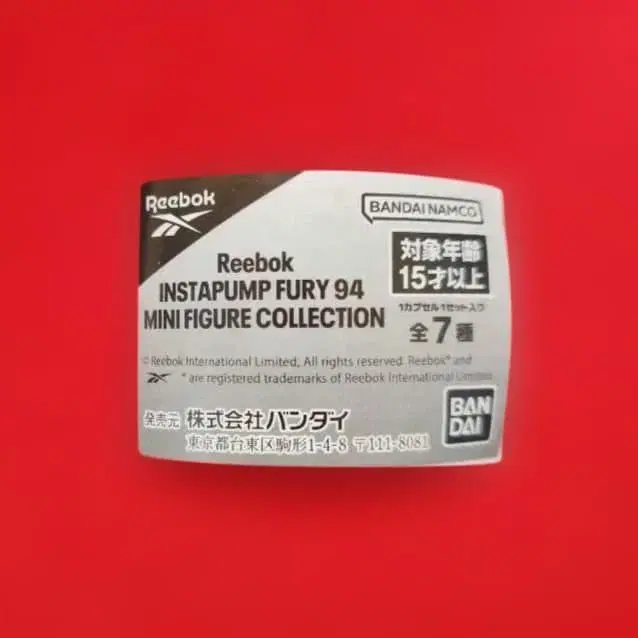 Reebok
BANDAI NAMCO
Reebok
INSTAPUMP FURY 94
MINI FIGURE COLLECTION
対象年齢
15才以上
1カプセル1セット入り
全7種
© Reebok International Limited, All rights reserved. Reebok® and
® are registered trademarks of Reebok International Limited.
発売元 株式会社バンダイ
東京都台東区駒形1-4-8 〒111-8081
BAN
DAI